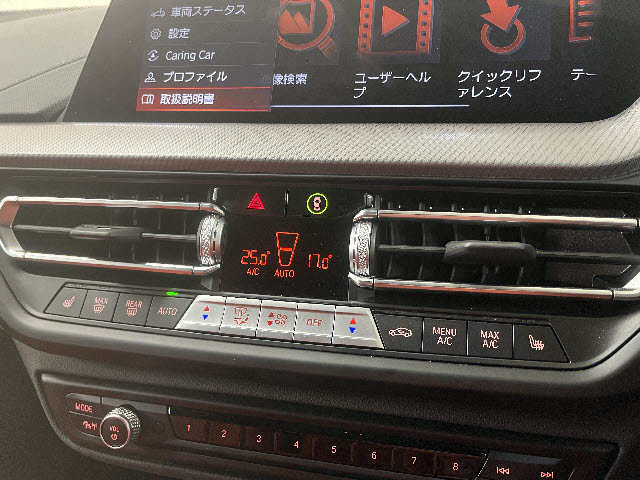 車両ステータス
設定
Caring Car
プロファイル
取扱説明書
像検索
ユーザーヘル
プ
クイックリフ
ァレンス
テー
25.0°
A/C
AUTO
17.0°
MAX
REAR
AUTO
OFF
MENU
A/C
MAX
A/C
MODE
VOL
1 2 3 4 5 6 7 8